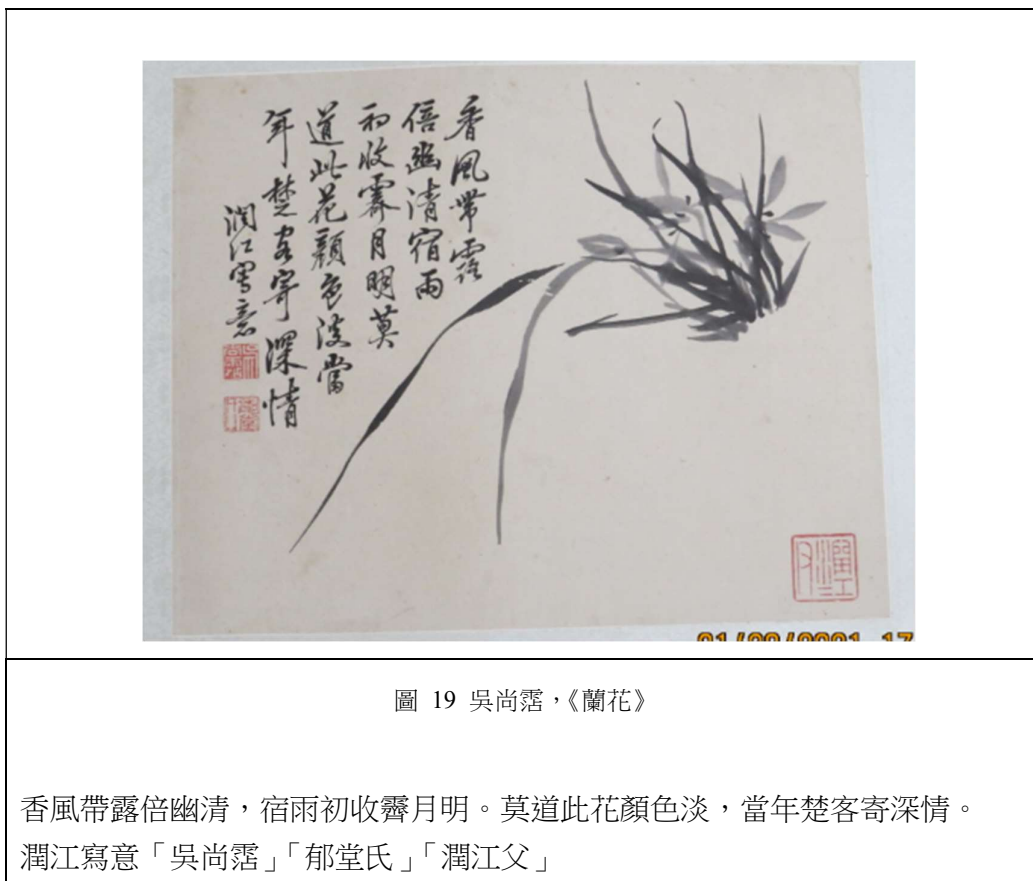 香風帶露
倍幽清宿雨
初收霽月明莫
道此花顏色淡當
年楚客寄深情
潤江寫意
圖 19 吳尚霑，《蘭花》
香風帶露倍幽清，宿雨初收霽月明。莫道此花顏色淡，當年楚客寄深情。
潤江寫意「吳尚霑」「郁堂氏」「潤江父」